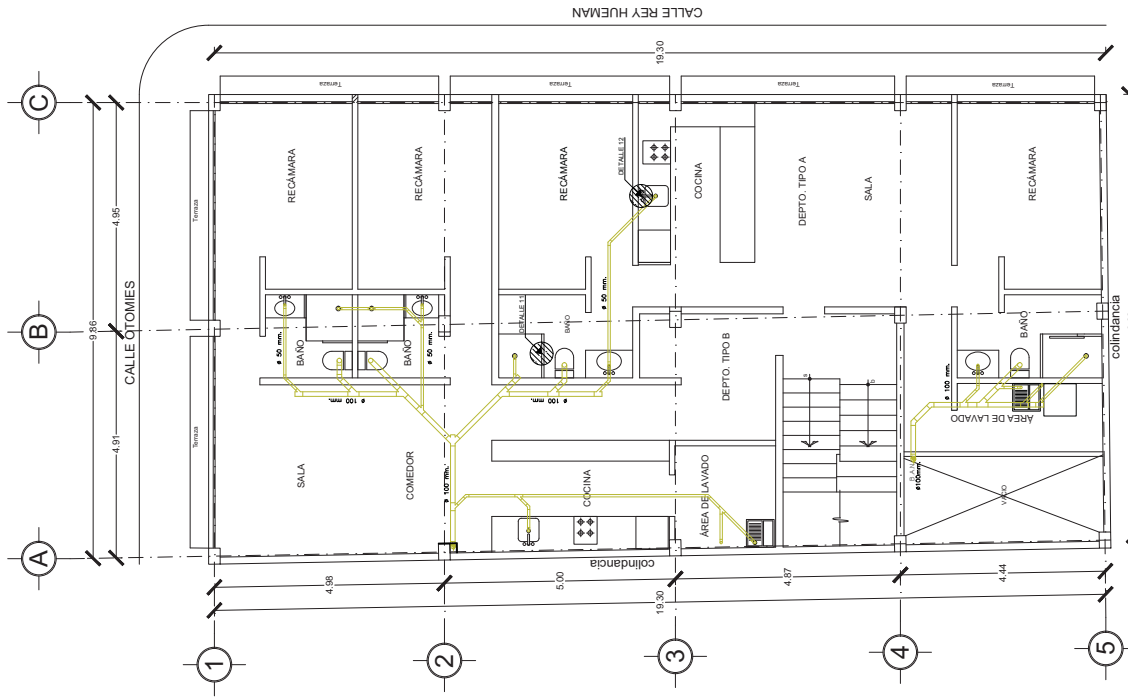 CALLE REY HUEMAN
19.30
Terraza
Terraza
Terraza
Terraza
C
B
A
4.95
9.86
4.91
CALLE OTOMIES
Terraza
Terraza
RECÁMARA
RECÁMARA
RECÁMARA
DETALLE 12
COCINA
DEPTO. TIPO A
SALA
RECÁMARA
ø 50 mm.
BAÑO
BAÑO
ø 50 mm.
DETALLE 11
BAÑO
ø 50 mm.
DEPTO. TIPO B
BAÑO
colindancia
ø 100 mm.
ø 100 mm.
ø 100 mm.
ÁREA DE LAVADO
SALA
COMEDOR
ø 100 mm.
COCINA
ÁREA DE LAVADO
S
B.A.N.
ø100mm.
VACIO
colindancia
4.98
5.00
4.87
4.44
19.30
1
2
3
4
5